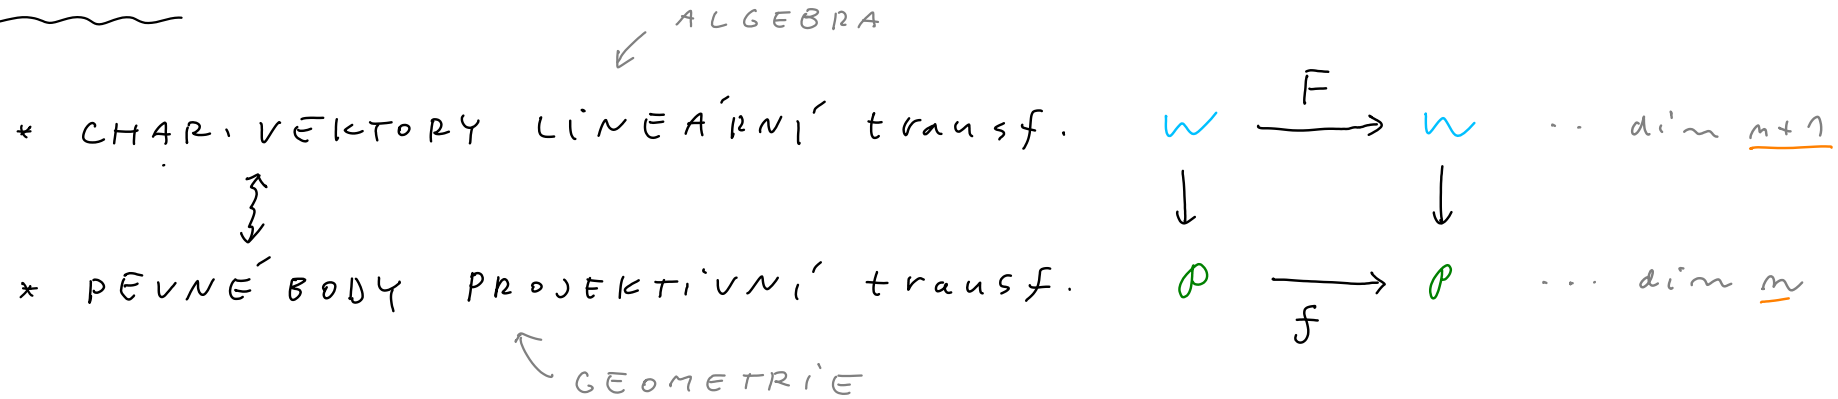 ALGEBRA
* CHAR. VEKTORY LINEÁRNÍ transf. W F→ W .. dim n+1
↕ ↓ ↓
* PEVNÉ BODY PROJEKTIVNÍ transf. P →f P ... dim n
GEOMETRIE